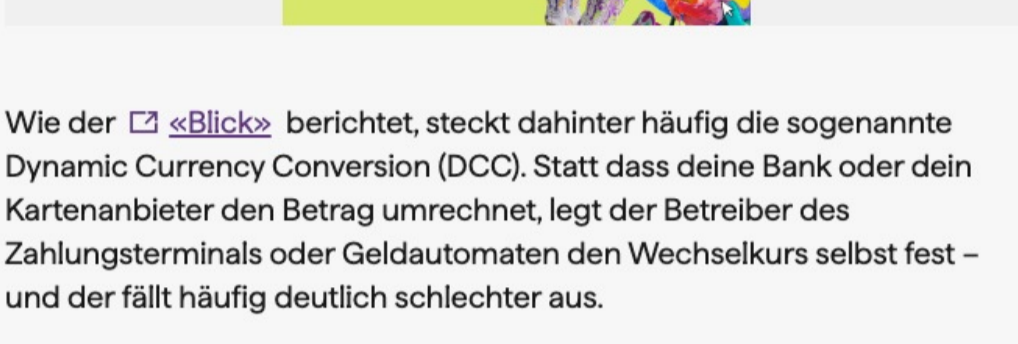 Wie der «Blick» berichtet, steckt dahinter häufig die sogenannte
Dynamic Currency Conversion (DCC). Statt dass deine Bank oder dein
Kartenanbieter den Betrag umrechnet, legt der Betreiber des
Zahlungsterminals oder Geldautomaten den Wechselkurs selbst fest –
und der fällt häufig deutlich schlechter aus.